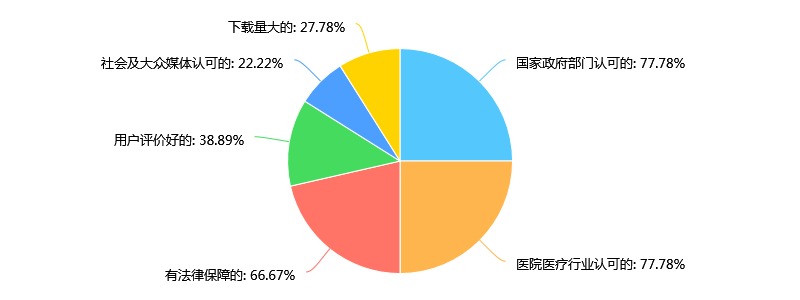 下载量大的: 27.78%
社会及大众媒体认可的: 22.22%
国家政府部门认可的: 77.78%
用户评价好的: 38.89%
医院医疗行业认可的: 77.78%
有法律保障的: 66.67%